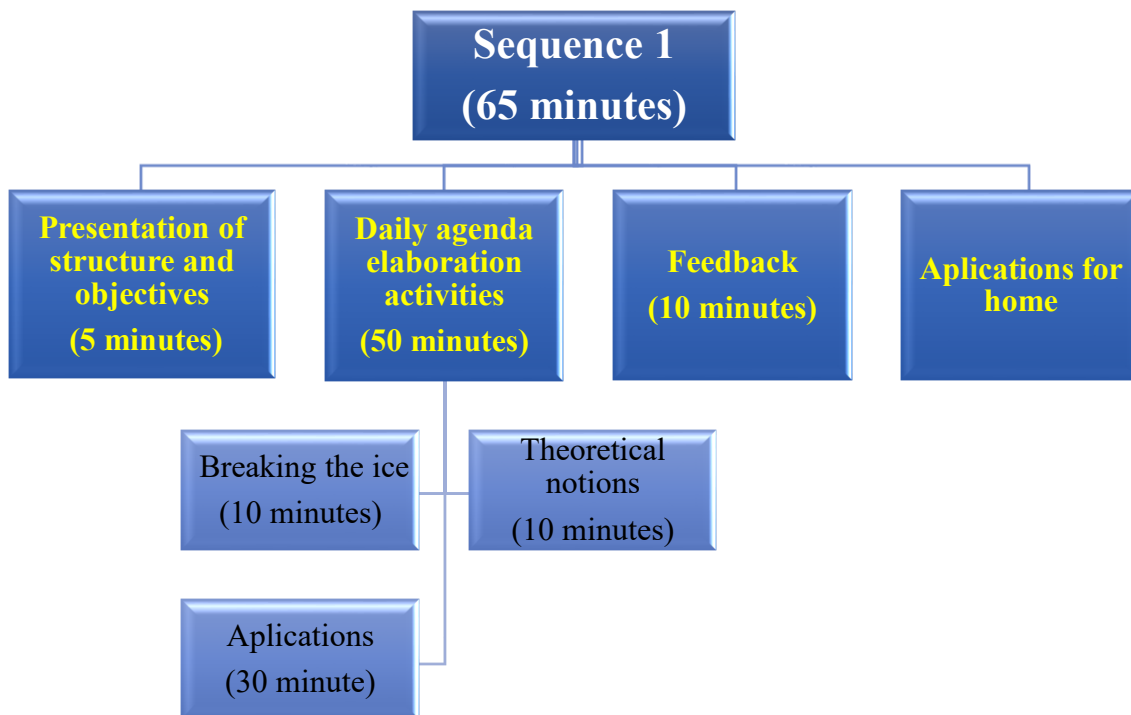 Sequence 1
(65 minutes)
Presentation of
structure and
objectives
(5 minutes)
Daily agenda
elaboration
activities
(50 minutes)
Feedback
(10 minutes)
Aplications for
home
Breaking the ice
(10 minutes)
Theoretical
notions
(10 minutes)
Aplications
(30 minute)